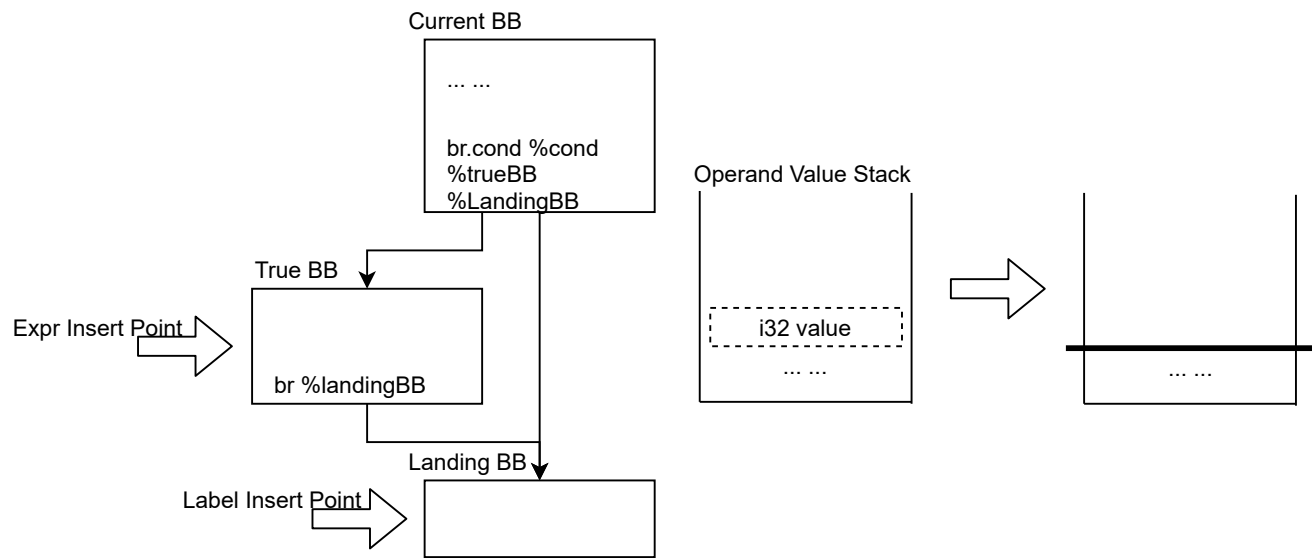 Current BB
... ...
br.cond %cond
%trueBB
%LandingBB
Operand Value Stack
True BB
Expr Insert Point
i32 value
... ...
... ...
br %landingBB
Landing BB
Label Insert Point